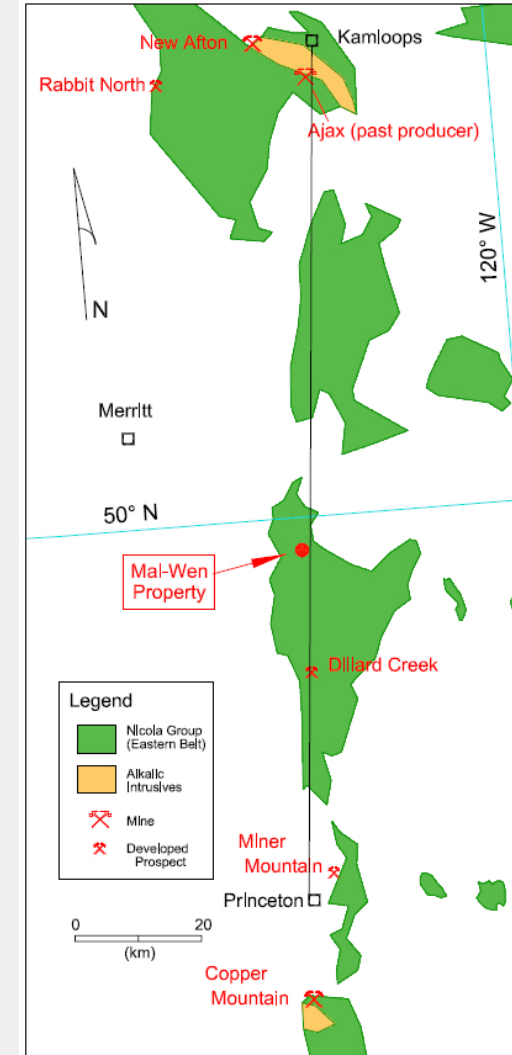 New Afton
Kamloops
Rabbit North
Ajax (past producer)
120° W
N
Merritt
50° N
Mal-Wen
Property
Dillard Creek
Legend
Nicola Group
(Eastern Belt)
Alkalic
Intrusives
Mine
Developed
Prospect
Miner
Mountain
Princeton
0 20
(km)
Copper
Mountain